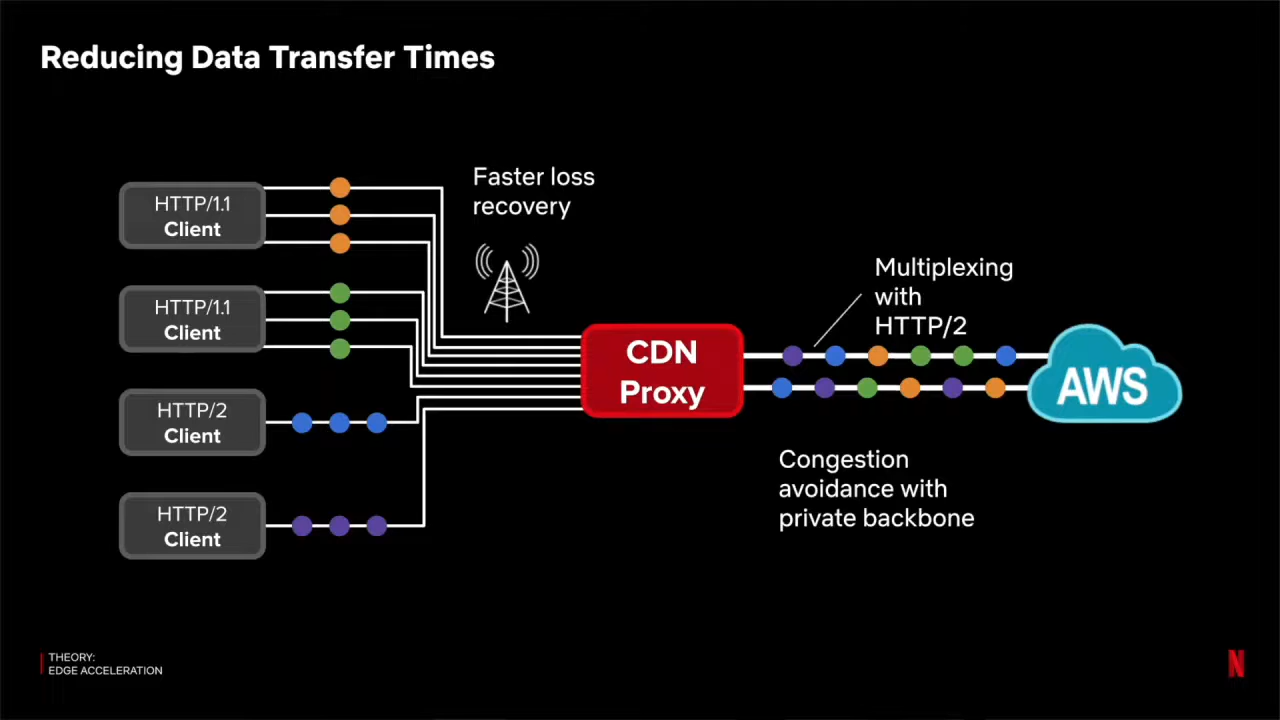 Reducing Data Transfer Times
HTTP/1.1
Client
HTTP/1.1
Client
HTTP/2
Client
HTTP/2
Client
Faster loss
recovery
CDN
Proxy
Multiplexing
with
HTTP/2
AWS
Congestion
avoidance with
private backbone
THEORY:
EDGE ACCELERATION
N